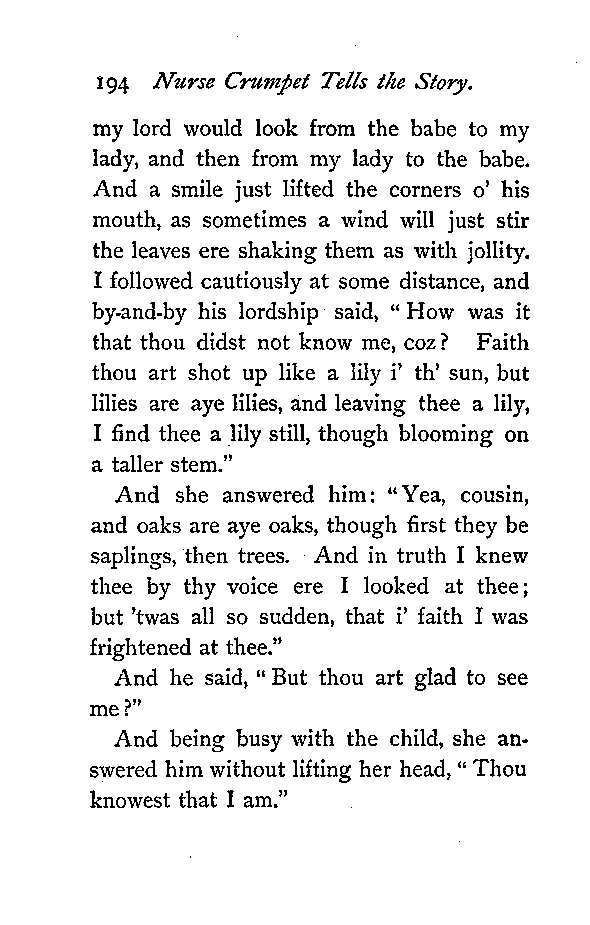 194 Nurse Crumpet Tells the Story.
my lord would look from the babe to my
lady, and then from my lady to the babe.
And a smile just lifted the corners o' his
mouth, as sometimes a wind will just stir
the leaves ere shaking them as with jollity.
I followed cautiously at some distance, and
by-and-by his lordship said, "How was it
that thou didst not know me, coz? Faith
thou art shot up like a lily i' th' sun, but
lilies are aye lilies, and leaving thee a lily,
I find thee a lily still, though blooming on
a taller stem."
And she answered him: "Yea, cousin,
and oaks are aye oaks, though first they be
saplings, then trees. And in truth I knew
thee by thy voice ere I looked at thee;
but 'twas all so sudden, that i' faith I was
frightened at thee."
And he said, "But thou art glad to see
me?"
And being busy with the child, she an-
swered him without lifting her head, "Thou
knowest that I am."